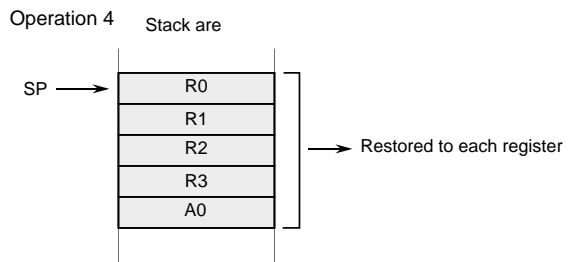 Operation 4
Stack are
SP
R0
R1
R2
R3
A0
Restored to each register